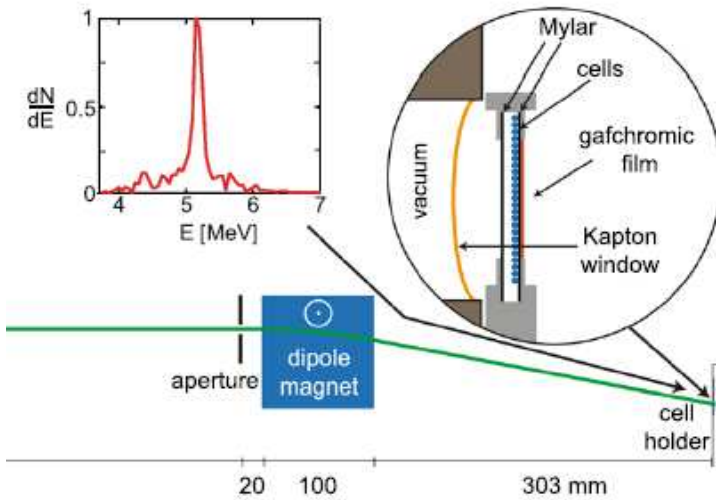 1
0.5
0
dN
dE
4
5
6
7
E [MeV]
Mylar
cells
gafchromic
film
vacuum
Kapton
window
aperture
dipole
magnet
cell
holder
20
100
303 mm